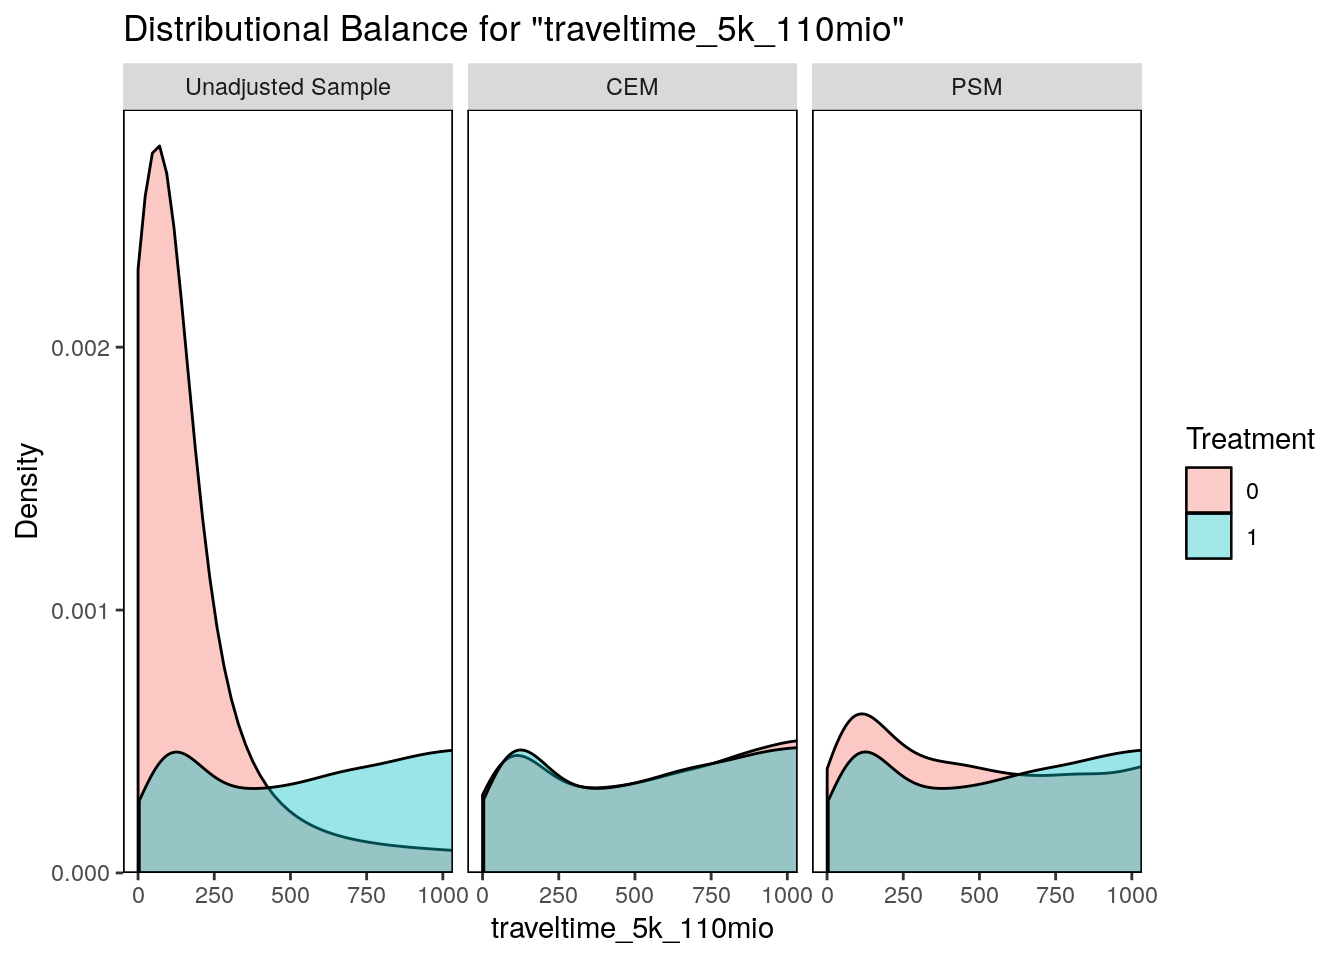 Distributional Balance for "traveltime_5k_110mio"
Unadjusted Sample
CEM
PSM
Density
0.002
0.001
0.000
0 250 500 750 1000
0 250 500 750 1000
0 250 500 750 1000
traveltime_5k_110mio
Treatment
0
1